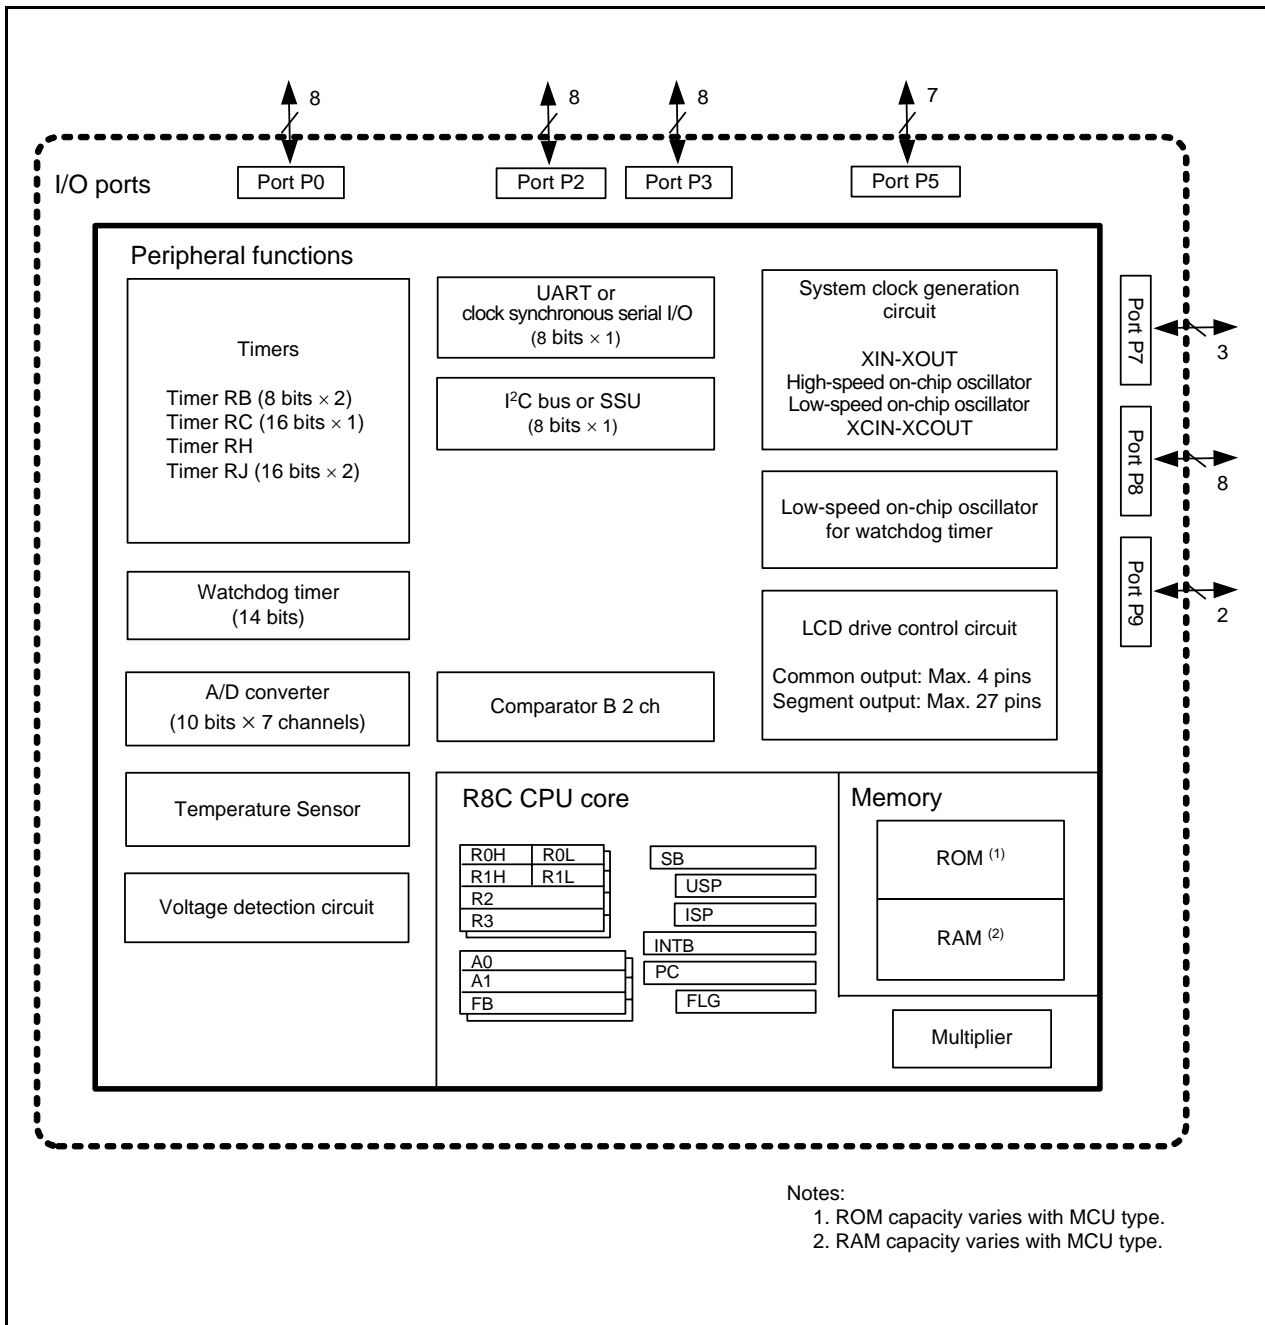 8
8
8
7
I/O ports
Port P0
Port P2
Port P3
Port P5
Peripheral functions
Timers
Timer RB (8 bits × 2)
Timer RC (16 bits × 1)
Timer RH
Timer RJ (16 bits × 2)
UART or
clock synchronous serial I/O
(8 bits × 1)
I²C bus or SSU
(8 bits × 1)
System clock generation
circuit
XIN-XOUT
High-speed on-chip oscillator
Low-speed on-chip oscillator
XCIN-XCOUT
Port P7
3
Port P8
8
Port P9
2
Low-speed on-chip oscillator
for watchdog timer
Watchdog timer
(14 bits)
LCD drive control circuit
Common output: Max. 4 pins
Segment output: Max. 27 pins
A/D converter
(10 bits × 7 channels)
Comparator B 2 ch
Temperature Sensor
Voltage detection circuit
R8C CPU core
R0H
R0L
R1H
R1L
R2
R3
A0
A1
FB
SB
USP
ISP
INTB
PC
FLG
Memory
ROM (1)
RAM (2)
Multiplier
Notes:
1. ROM capacity varies with MCU type.
2. RAM capacity varies with MCU type.